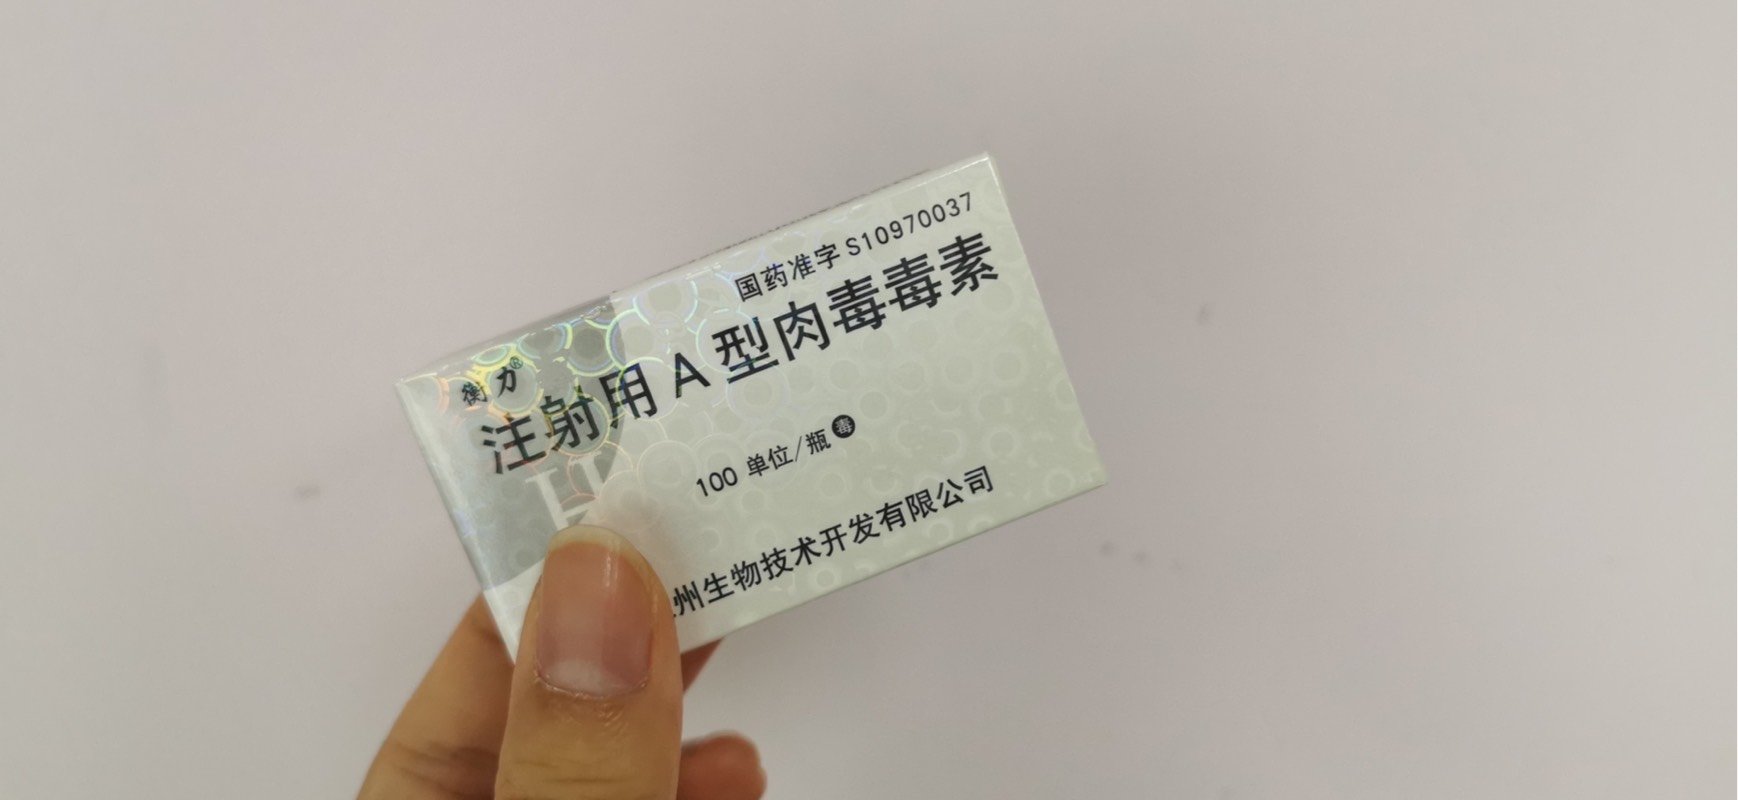 国药准字 S10970037
衡力®
注射用 A 型肉毒毒素
100 单位/瓶 毒
州生物技术开发有限公司